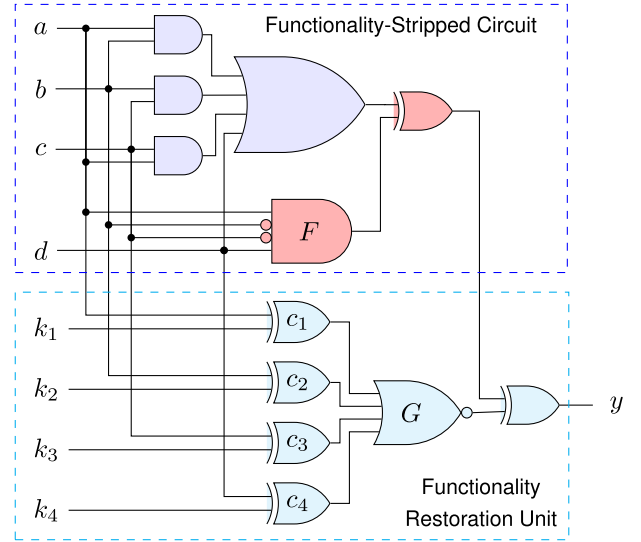 Functionality-Stripped Circuit
a
b
c
d
F
k₁
c₁
k₂
c₂
G
y
k₃
c₃
k₄
c₄
Functionality
Restoration Unit